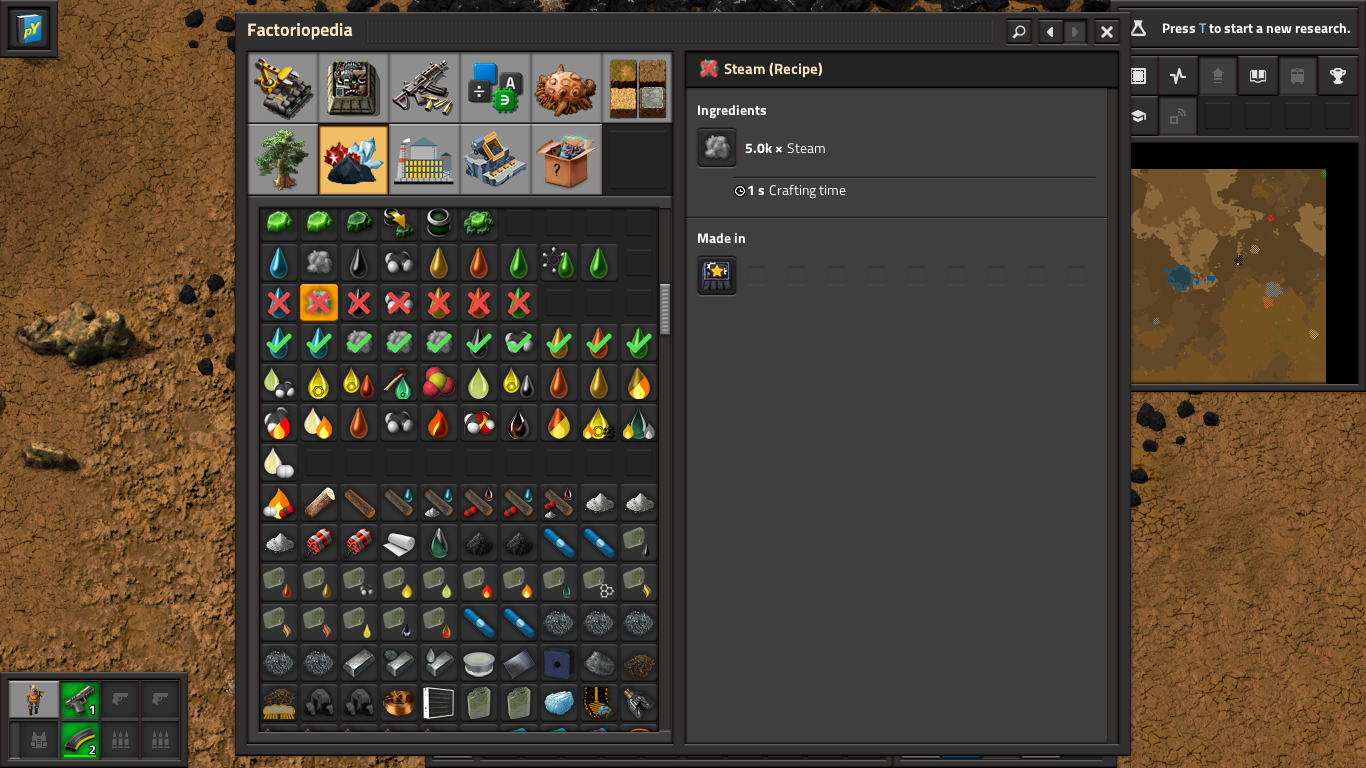 pY
Factoriopedia
Press T to start a new research.
A
Steam (Recipe)
Ingredients
5.0k × Steam
1 s Crafting time
Made in
?
1
2